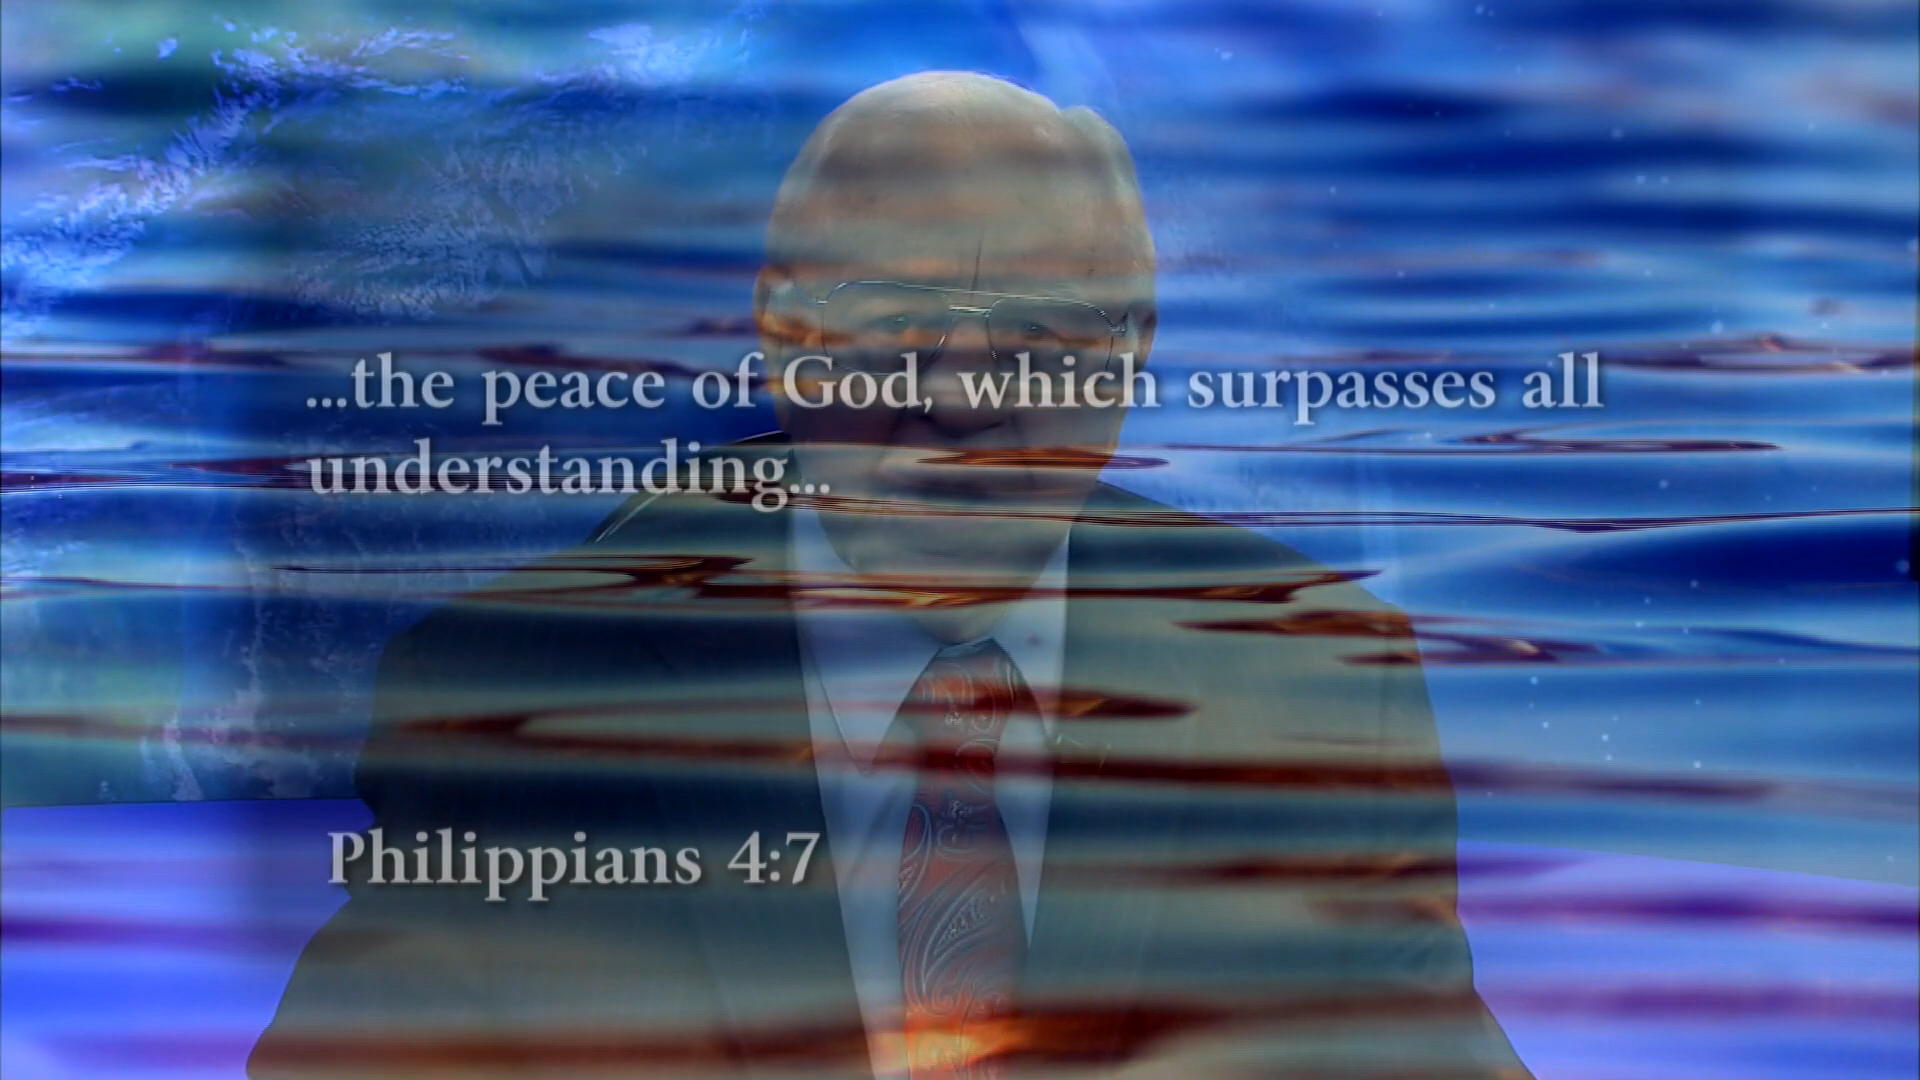 ...the peace of God, which surpasses all
understanding...
Philippians 4:7